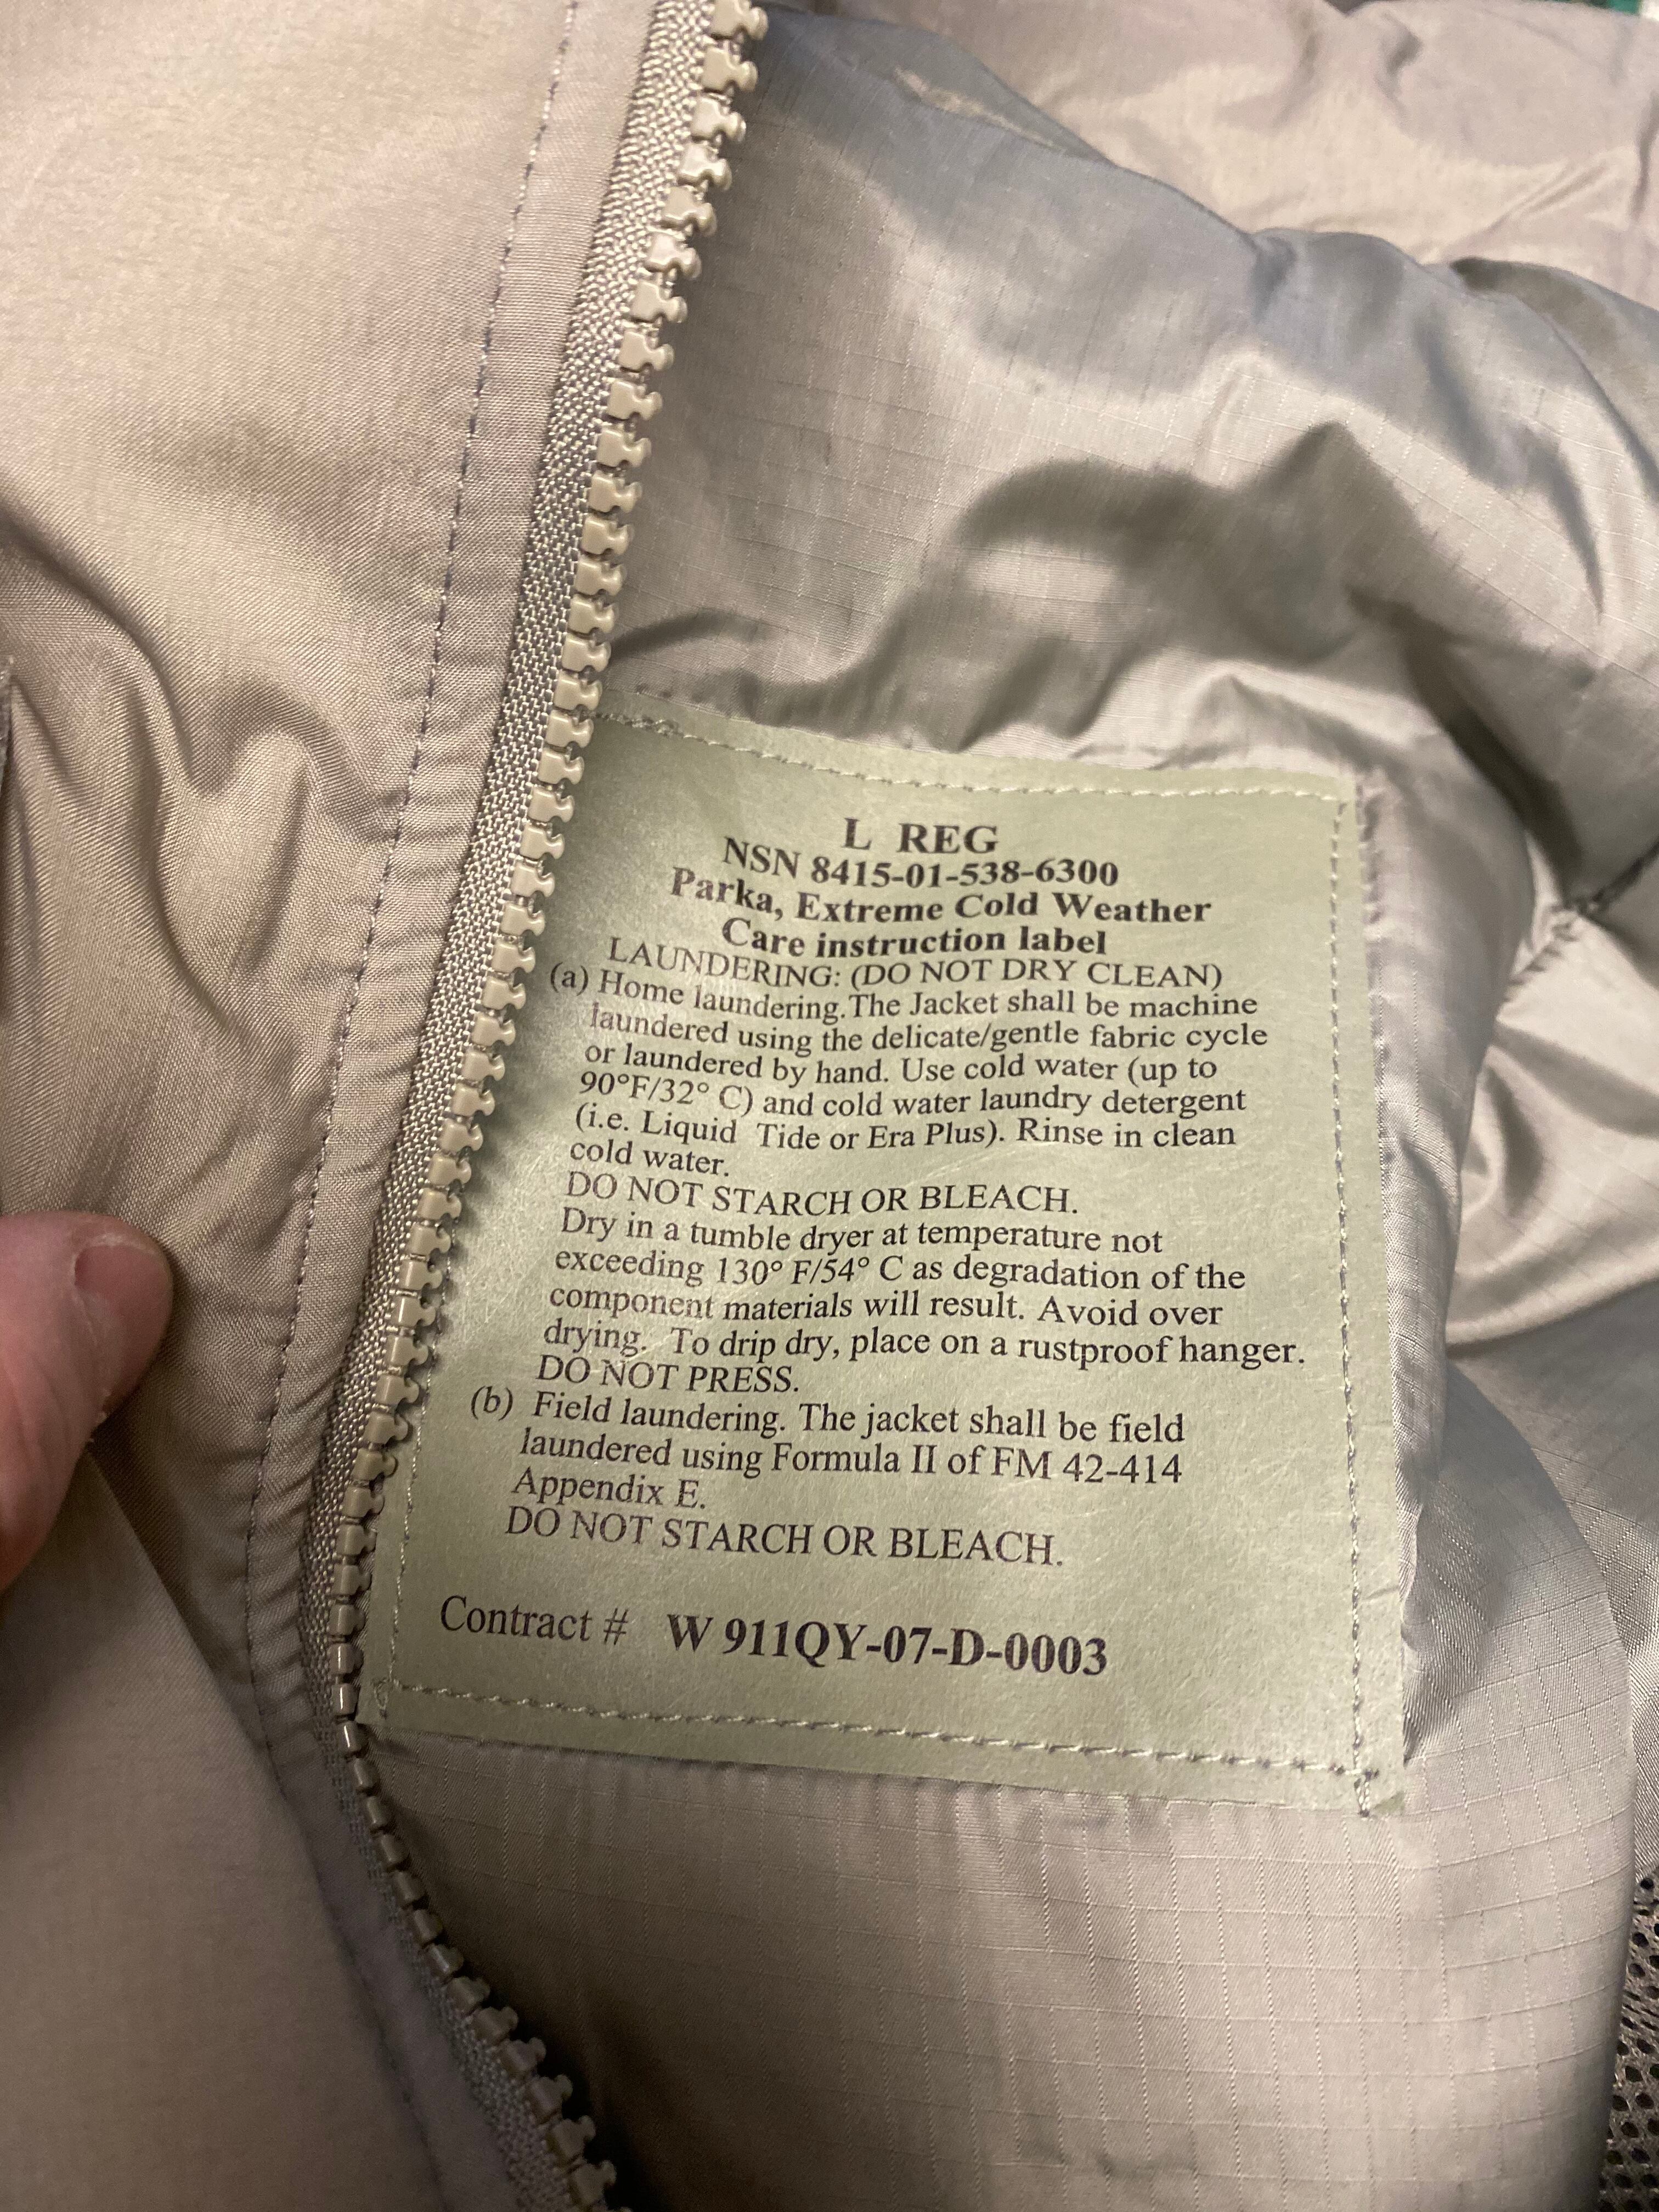 L REG
NSN 8415-01-538-6300
Parka, Extreme Cold Weather
Care instruction label
LAUNDERING: (DO NOT DRY CLEAN)
(a) Home laundering.The Jacket shall be machine
laundered using the delicate/gentle fabric cycle
or laundered by hand. Use cold water (up to
90°F/32° C) and cold water laundry detergent
(i.e. Liquid Tide or Era Plus). Rinse in clean
cold water.
DO NOT STARCH OR BLEACH.
Dry in a tumble dryer at temperature not
exceeding 130° F/54° C as degradation of the
component materials will result. Avoid over
drying. To drip dry, place on a rustproof hanger.
DO NOT PRESS.
(b) Field laundering. The jacket shall be field
laundered using Formula II of FM 42-414
Appendix E.
DO NOT STARCH OR BLEACH.
Contract # W 911QY-07-D-0003